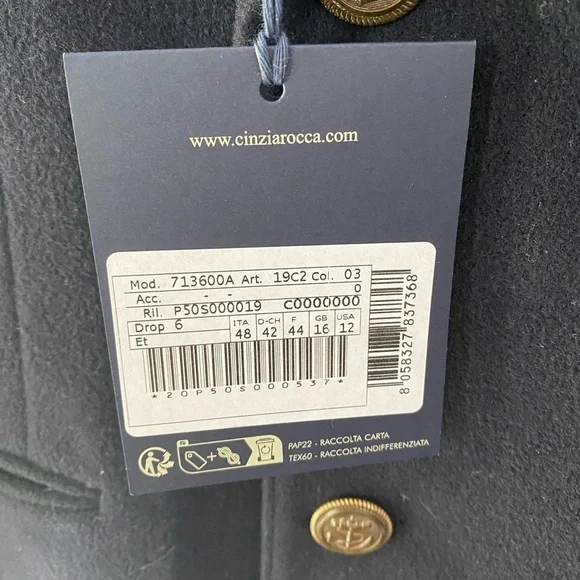 www.cinziarocca.com
Mod. 713600A Art. 19C2 Col. 03
Acc. - - 0
Ril. P50S000019 C0000000
Drop 6 ITA D-CH F GB USA
Et 48 42 44 16 12
*20P50S000537*
8 058327 837368
FR
PAP22 - RACCOLTA CARTA
TEX60 - RACCOLTA INDIFFERENZIATA